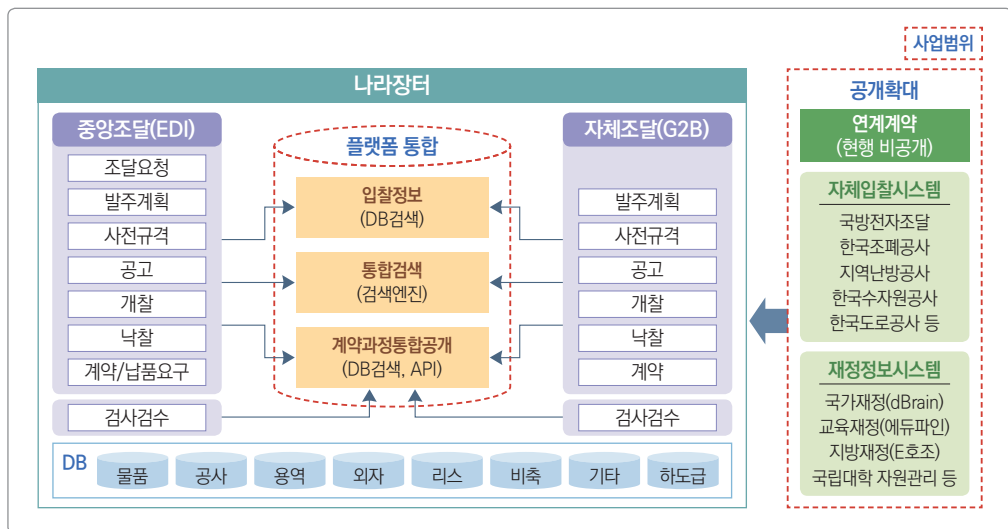 사업범위
나라장터
중앙조달(EDI)
조달요청
발주계획
사전규격
공고
개찰
낙찰
계약/납품요구
검사검수
플랫폼 통합
입찰정보
(DB검색)
통합검색
(검색엔진)
계약과정통합공개
(DB검색, API)
자체조달(G2B)
발주계획
사전규격
공고
개찰
낙찰
계약
검사검수
DB
물품
공사
용역
외자
리스
비축
기타
하도급
공개확대
연계계약
(현행 비공개)
자체입찰시스템
국방전자조달
한국조폐공사
지역난방공사
한국수자원공사
한국도로공사 등
재정정보시스템
국가재정(dBrain)
교육재정(에듀파인)
지방재정(E호조)
국립대학 자원관리 등